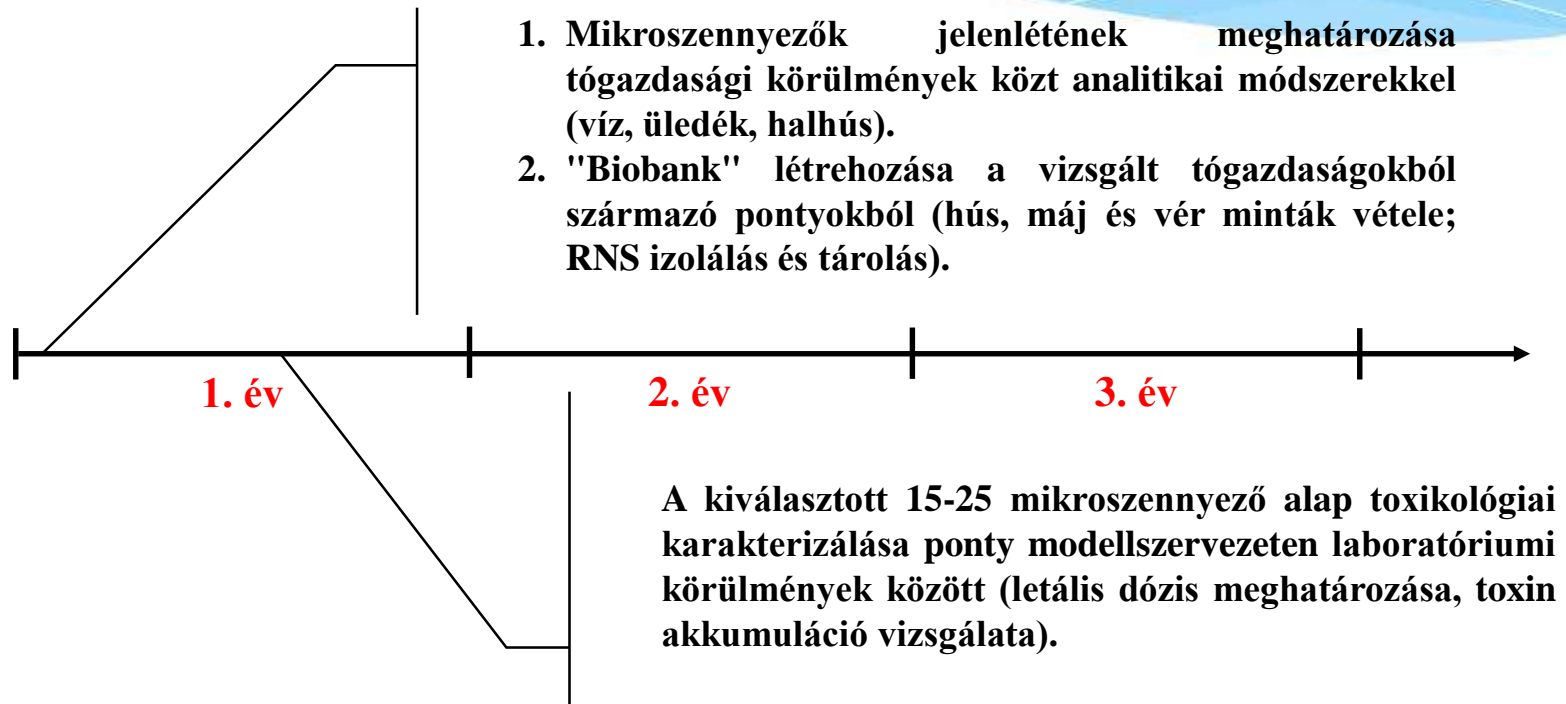 1. Mikroszennyezők jelenlétének meghatározása
tógazdasági körülmények közt analitikai módszerekkel
(víz, üledék, halhús).
2. "Biobank" létrehozása a vizsgált tógazdaságokból
származó pontyokból (hús, máj és vér minták vétele;
RNS izolálás és tárolás).
1. év
2. év
3. év
A kiválasztott 15-25 mikroszennyező alap toxikológiai
karakterizálása ponty modellszervezeten laboratóriumi
körülmények között (letális dózis meghatározása, toxin
akkumuláció vizsgálata).